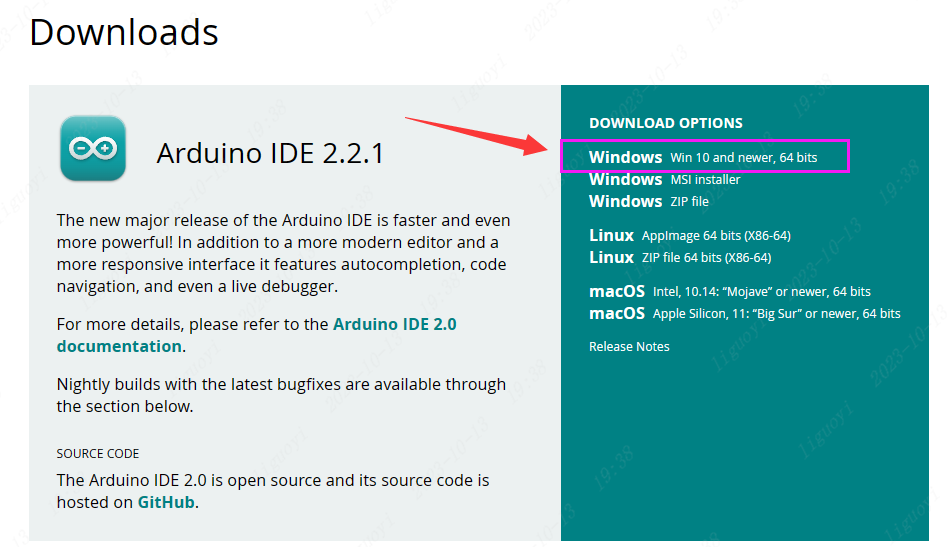 Downloads
Arduino IDE 2.2.1
The new major release of the Arduino IDE is faster and even
more powerful! In addition to a more modern editor and a
more responsive interface it features autocompletion, code
navigation, and even a live debugger.
For more details, please refer to the Arduino IDE 2.0
documentation.
Nightly builds with the latest bugfixes are available through
the section below.
SOURCE CODE
The Arduino IDE 2.0 is open source and its source code is
hosted on GitHub.
DOWNLOAD OPTIONS
Windows Win 10 and newer, 64 bits
Windows MSI installer
Windows ZIP file
Linux AppImage 64 bits (X86-64)
Linux ZIP file 64 bits (X86-64)
macOS Intel, 10.14: “Mojave” or newer, 64 bits
macOS Apple Silicon, 11: “Big Sur” or newer, 64 bits
Release Notes
liguoyi 2023-10-13 19:38